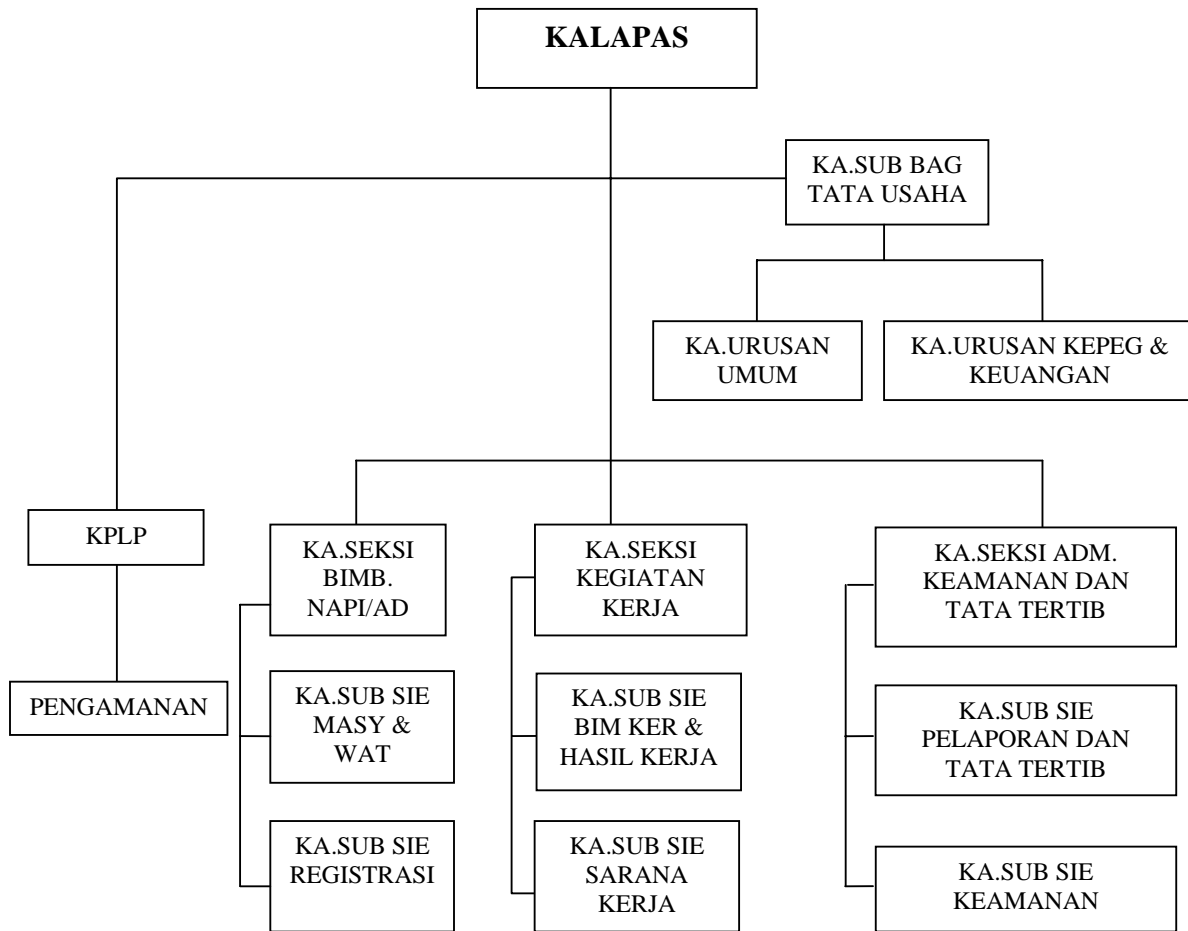 KALAPAS
KA.SUB BAG
TATA USAHA
KA.URUSAN
UMUM
KA.URUSAN KEPEG &
KEUANGAN
KPLP
PENGAMANAN
KA.SEKSI
BIMB.
NAPI/AD
KA.SUB SIE
MASY &
WAT
KA.SUB SIE
REGISTRASI
KA.SEKSI
KEGIATAN
KERJA
KA.SUB SIE
BIM KER &
HASIL KERJA
KA.SUB SIE
SARANA
KERJA
KA.SEKSI ADM.
KEAMANAN DAN
TATA TERTIB
KA.SUB SIE
PELAPORAN DAN
TATA TERTIB
KA.SUB SIE
KEAMANAN